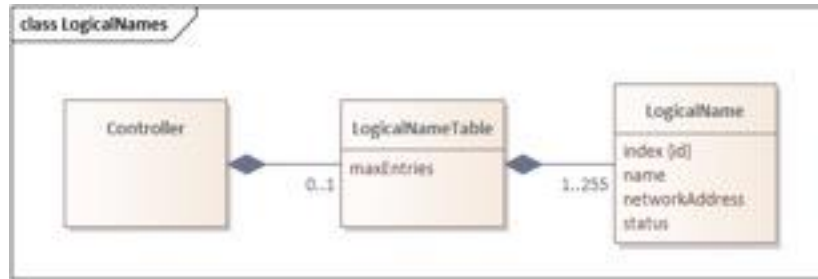 class LogicalNames
Controller
0..1
LogicalNameTable
maxEntries
1..255
LogicalName
index {id}
name
networkAddress
status